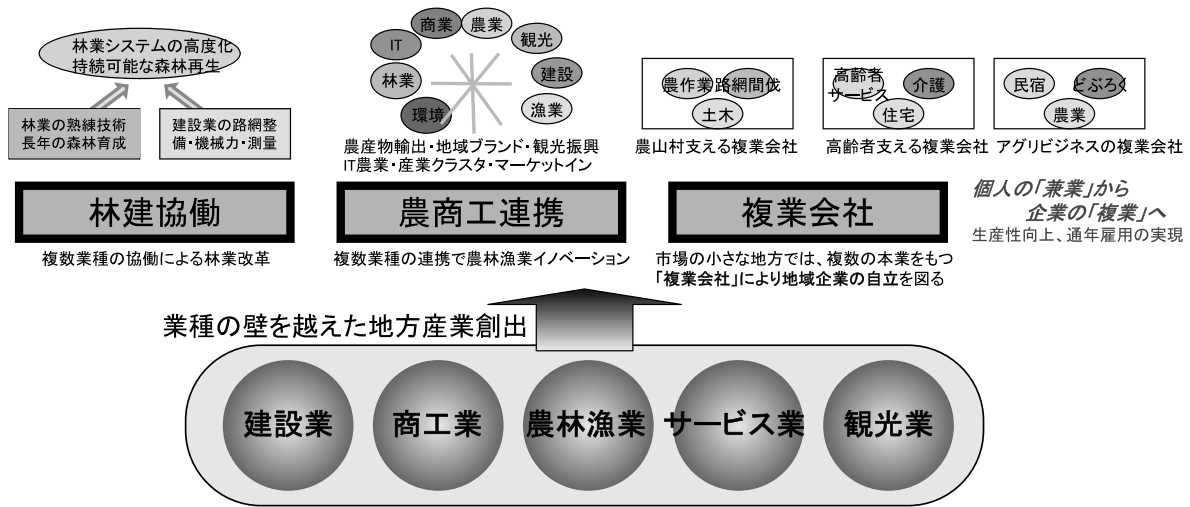 林業システムの高度化
持続可能な森林再生
林業の熟練技術
長年の森林育成
建設業の路網整
備・機械力・測量
商業
農業
IT
観光
林業
建設
環境
漁業
農産物輸出・地域ブランド・観光振興
IT農業・産業クラスタ・マーケットイン
農作業
路網間伐
土木
農山村支える複業会社
高齢者
サービス
介護
住宅
高齢者支える複業会社
民宿
どぶろく
農業
アグリビジネスの複業会社
林建協働
農商工連携
複業会社
個人の「兼業」から
企業の「複業」へ
生産性向上、通年雇用の実現
複数業種の協働による林業改革
複数業種の連携で農林漁業イノベーション
市場の小さな地方では、複数の本業をもつ
「複業会社」により地域企業の自立を図る
業種の壁を越えた地方産業創出
建設業
商工業
農林漁業
サービス業
観光業